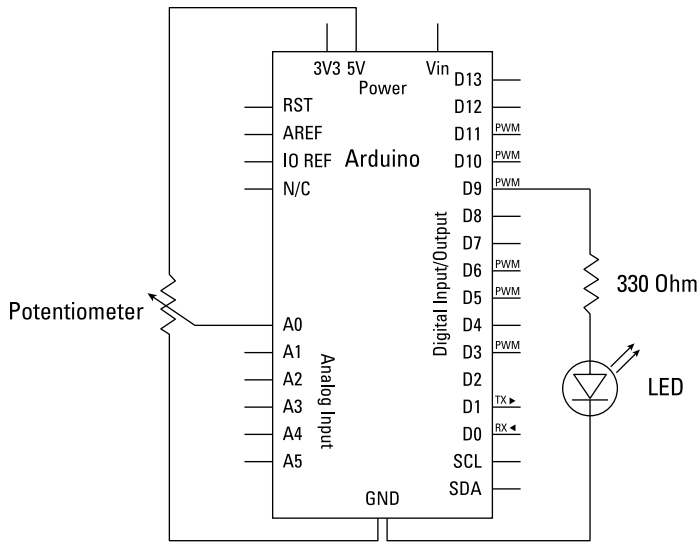 3V3 5V
Vin
Power
D13
RST
D12
AREF
D11 PWM
IO REF
Arduino
D10 PWM
N/C
D9 PWM
D8
D7
D6 PWM
D5 PWM
Digital Input/Output
330 Ohm
Potentiometer
A0
D4
A1
D3 PWM
A2
D2
LED
A3
D1 TX ►
A4
D0 RX ◄
A5
Analog Input
SCL
SDA
GND